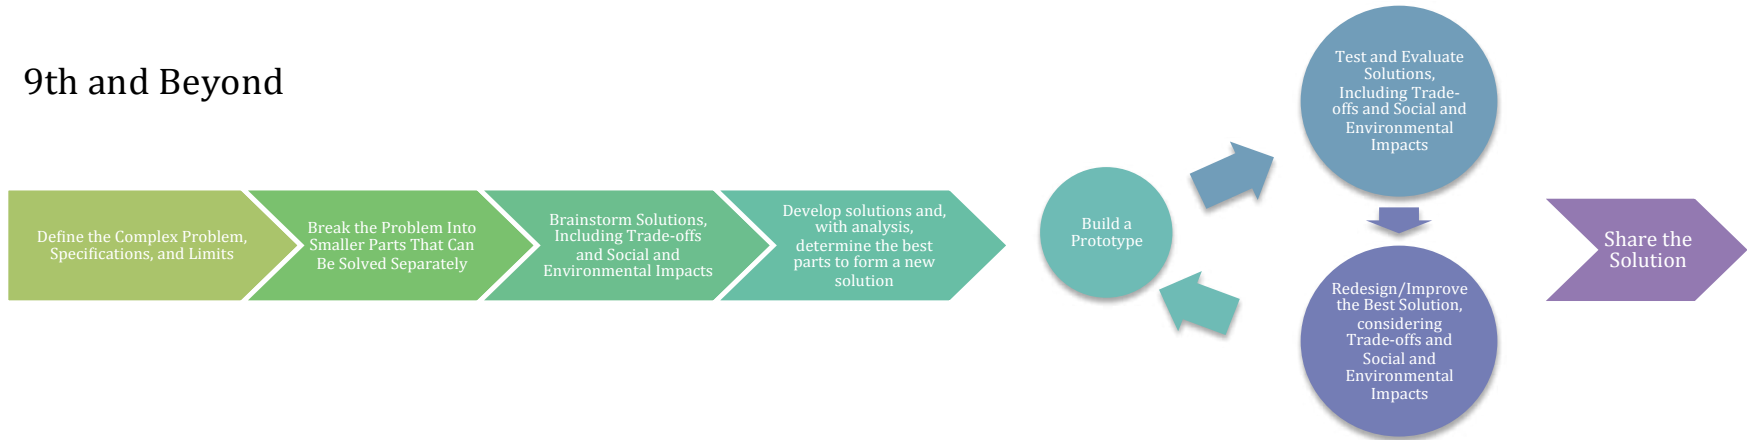 9th and Beyond
Define the Complex Problem,
Specifications, and Limits
Break the Problem Into
Smaller Parts That Can
Be Solved Separately
Brainstorm Solutions,
Including Trade-offs
and Social and
Environmental Impacts
Develop solutions and,
with analysis,
determine the best
parts to form a new
solution
Build a
Prototype
Test and Evaluate
Solutions,
Including Trade-
offs and Social and
Environmental
Impacts
Redesign/Improve
the Best Solution,
considering
Trade-offs and
Social and
Environmental
Impacts
Share the
Solution